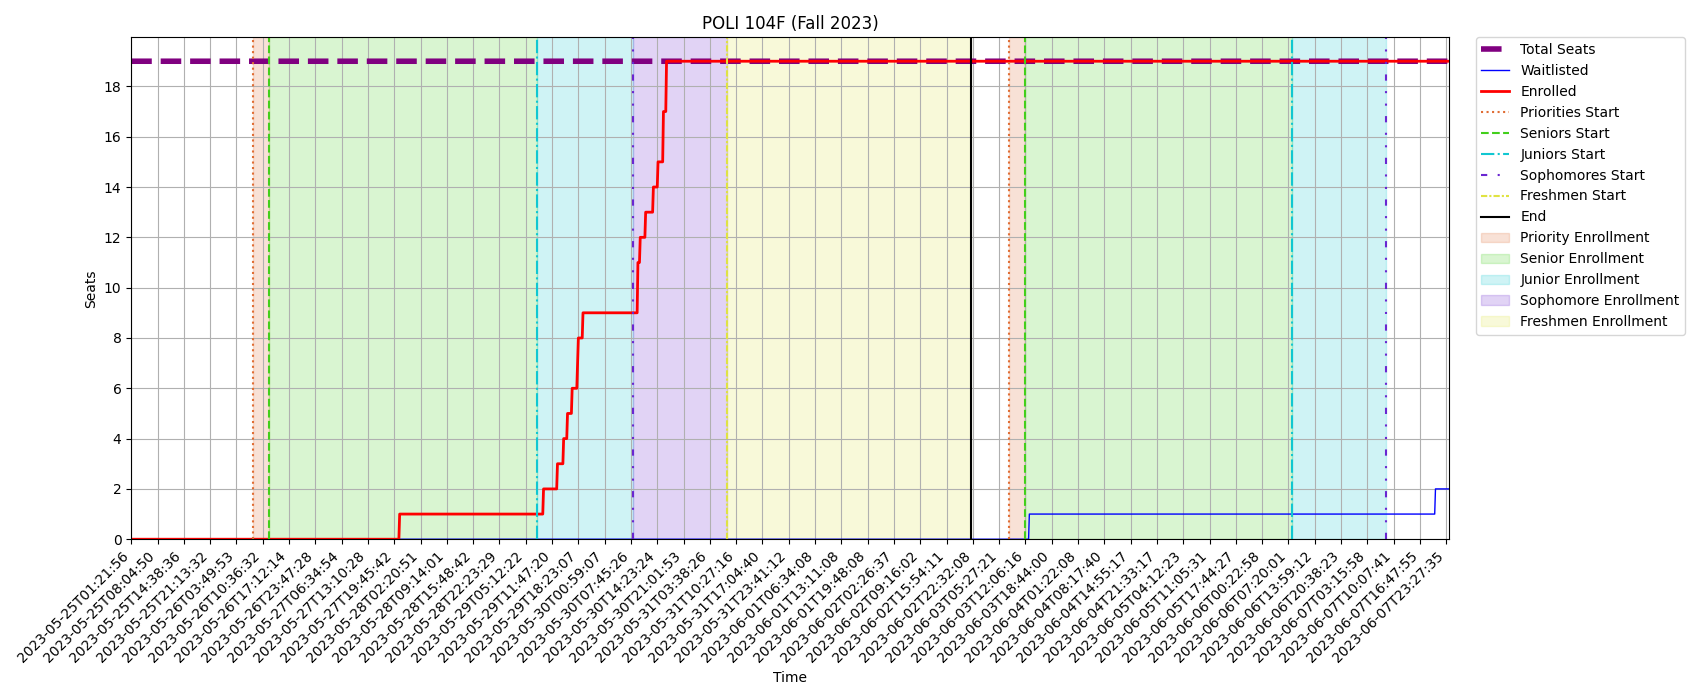 POLI 104F (Fall 2023)
Seats
18
16
14
12
10
8
6
4
2
0
2023-05-25T01:21:56
2023-05-25T08:04:50
2023-05-25T14:38:36
2023-05-25T21:13:32
2023-05-26T03:49:53
2023-05-26T10:36:32
2023-05-26T17:12:14
2023-05-26T23:47:28
2023-05-27T06:34:54
2023-05-27T13:10:28
2023-05-27T19:45:42
2023-05-28T02:20:51
2023-05-28T09:14:01
2023-05-28T15:48:42
2023-05-28T22:23:29
2023-05-29T05:12:22
2023-05-29T11:47:20
2023-05-29T18:23:07
2023-05-30T00:59:07
2023-05-30T07:45:26
2023-05-30T14:23:24
2023-05-30T21:01:53
2023-05-31T03:38:26
2023-05-31T10:27:16
2023-05-31T17:04:40
2023-05-31T23:41:12
2023-06-01T06:34:08
2023-06-01T13:11:08
2023-06-01T19:48:08
2023-06-02T02:26:37
2023-06-02T09:16:02
2023-06-02T15:54:11
2023-06-02T22:32:08
2023-06-03T05:27:21
2023-06-03T12:06:16
2023-06-03T18:44:00
2023-06-04T01:22:08
2023-06-04T08:17:40
2023-06-04T14:55:17
2023-06-04T21:33:17
2023-06-05T04:12:23
2023-06-05T11:05:31
2023-06-05T17:44:27
2023-06-06T00:22:58
2023-06-06T07:20:01
2023-06-06T13:59:12
2023-06-06T20:38:23
2023-06-07T03:15:58
2023-06-07T10:07:41
2023-06-07T16:47:55
2023-06-07T23:27:35
Time
Total Seats
Waitlisted
Enrolled
Priorities Start
Seniors Start
Juniors Start
Sophomores Start
Freshmen Start
End
Priority Enrollment
Senior Enrollment
Junior Enrollment
Sophomore Enrollment
Freshmen Enrollment